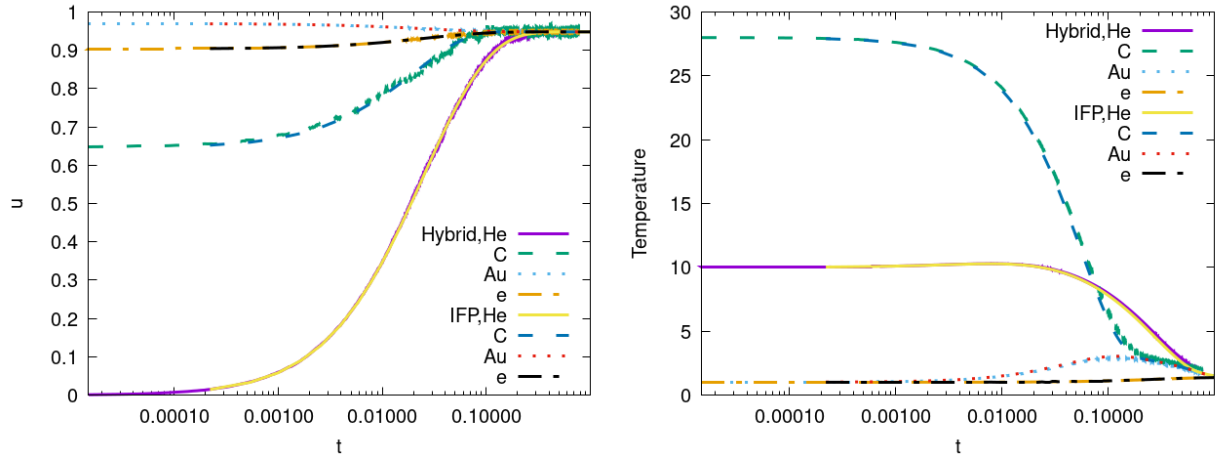 1
0.9
0.8
0.7
0.6
0.5
0.4
0.3
0.2
0.1
0
u
Hybrid,He
C
Au
e
IFP,He
C
Au
e
0.00010 0.00100 0.01000 0.10000
t
30
25
20
15
10
5
0
Temperature
Hybrid,He
C
Au
e
IFP,He
C
Au
e
0.00010 0.00100 0.01000 0.10000
t